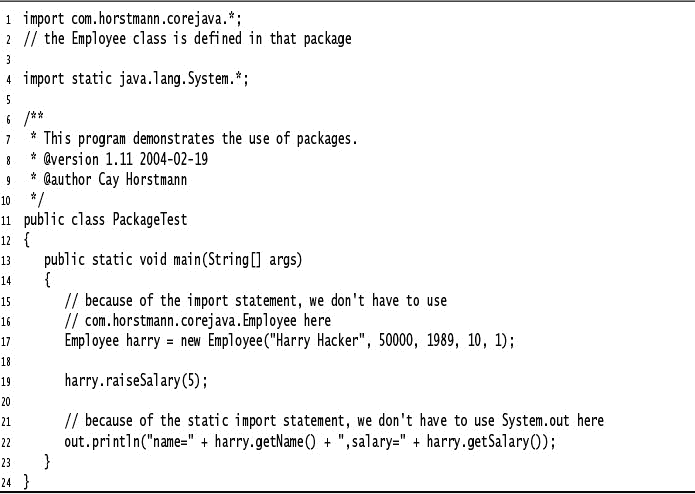 1 import com.horstmann.corejava.*;
2 // the Employee class is defined in that package
3
4 import static java.lang.System.*;
5
6 /**
7  * This program demonstrates the use of packages.
8  * @version 1.11 2004-02-19
9  * @author Cay Horstmann
10  */
11 public class PackageTest
12 {
13    public static void main(String[] args)
14    {
15       // because of the import statement, we don't have to use
16       // com.horstmann.corejava.Employee here
17       Employee harry = new Employee("Harry Hacker", 50000, 1989, 10, 1);
18
19       harry.raiseSalary(5);
20
21       // because of the static import statement, we don't have to use System.out here
22       out.println("name=" + harry.getName() + ",salary=" + harry.getSalary());
23    }
24 }